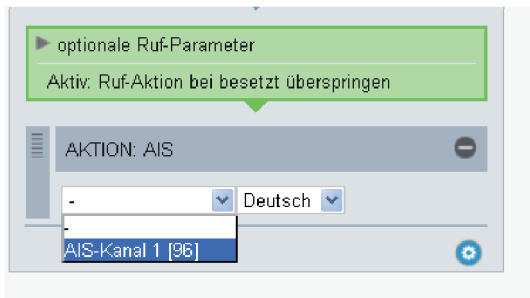 optionale Ruf-Parameter
Aktiv: Ruf-Aktion bei besetzt überspringen
AKTION: AIS
- Deutsch
-
AIS-Kanal 1 [96]